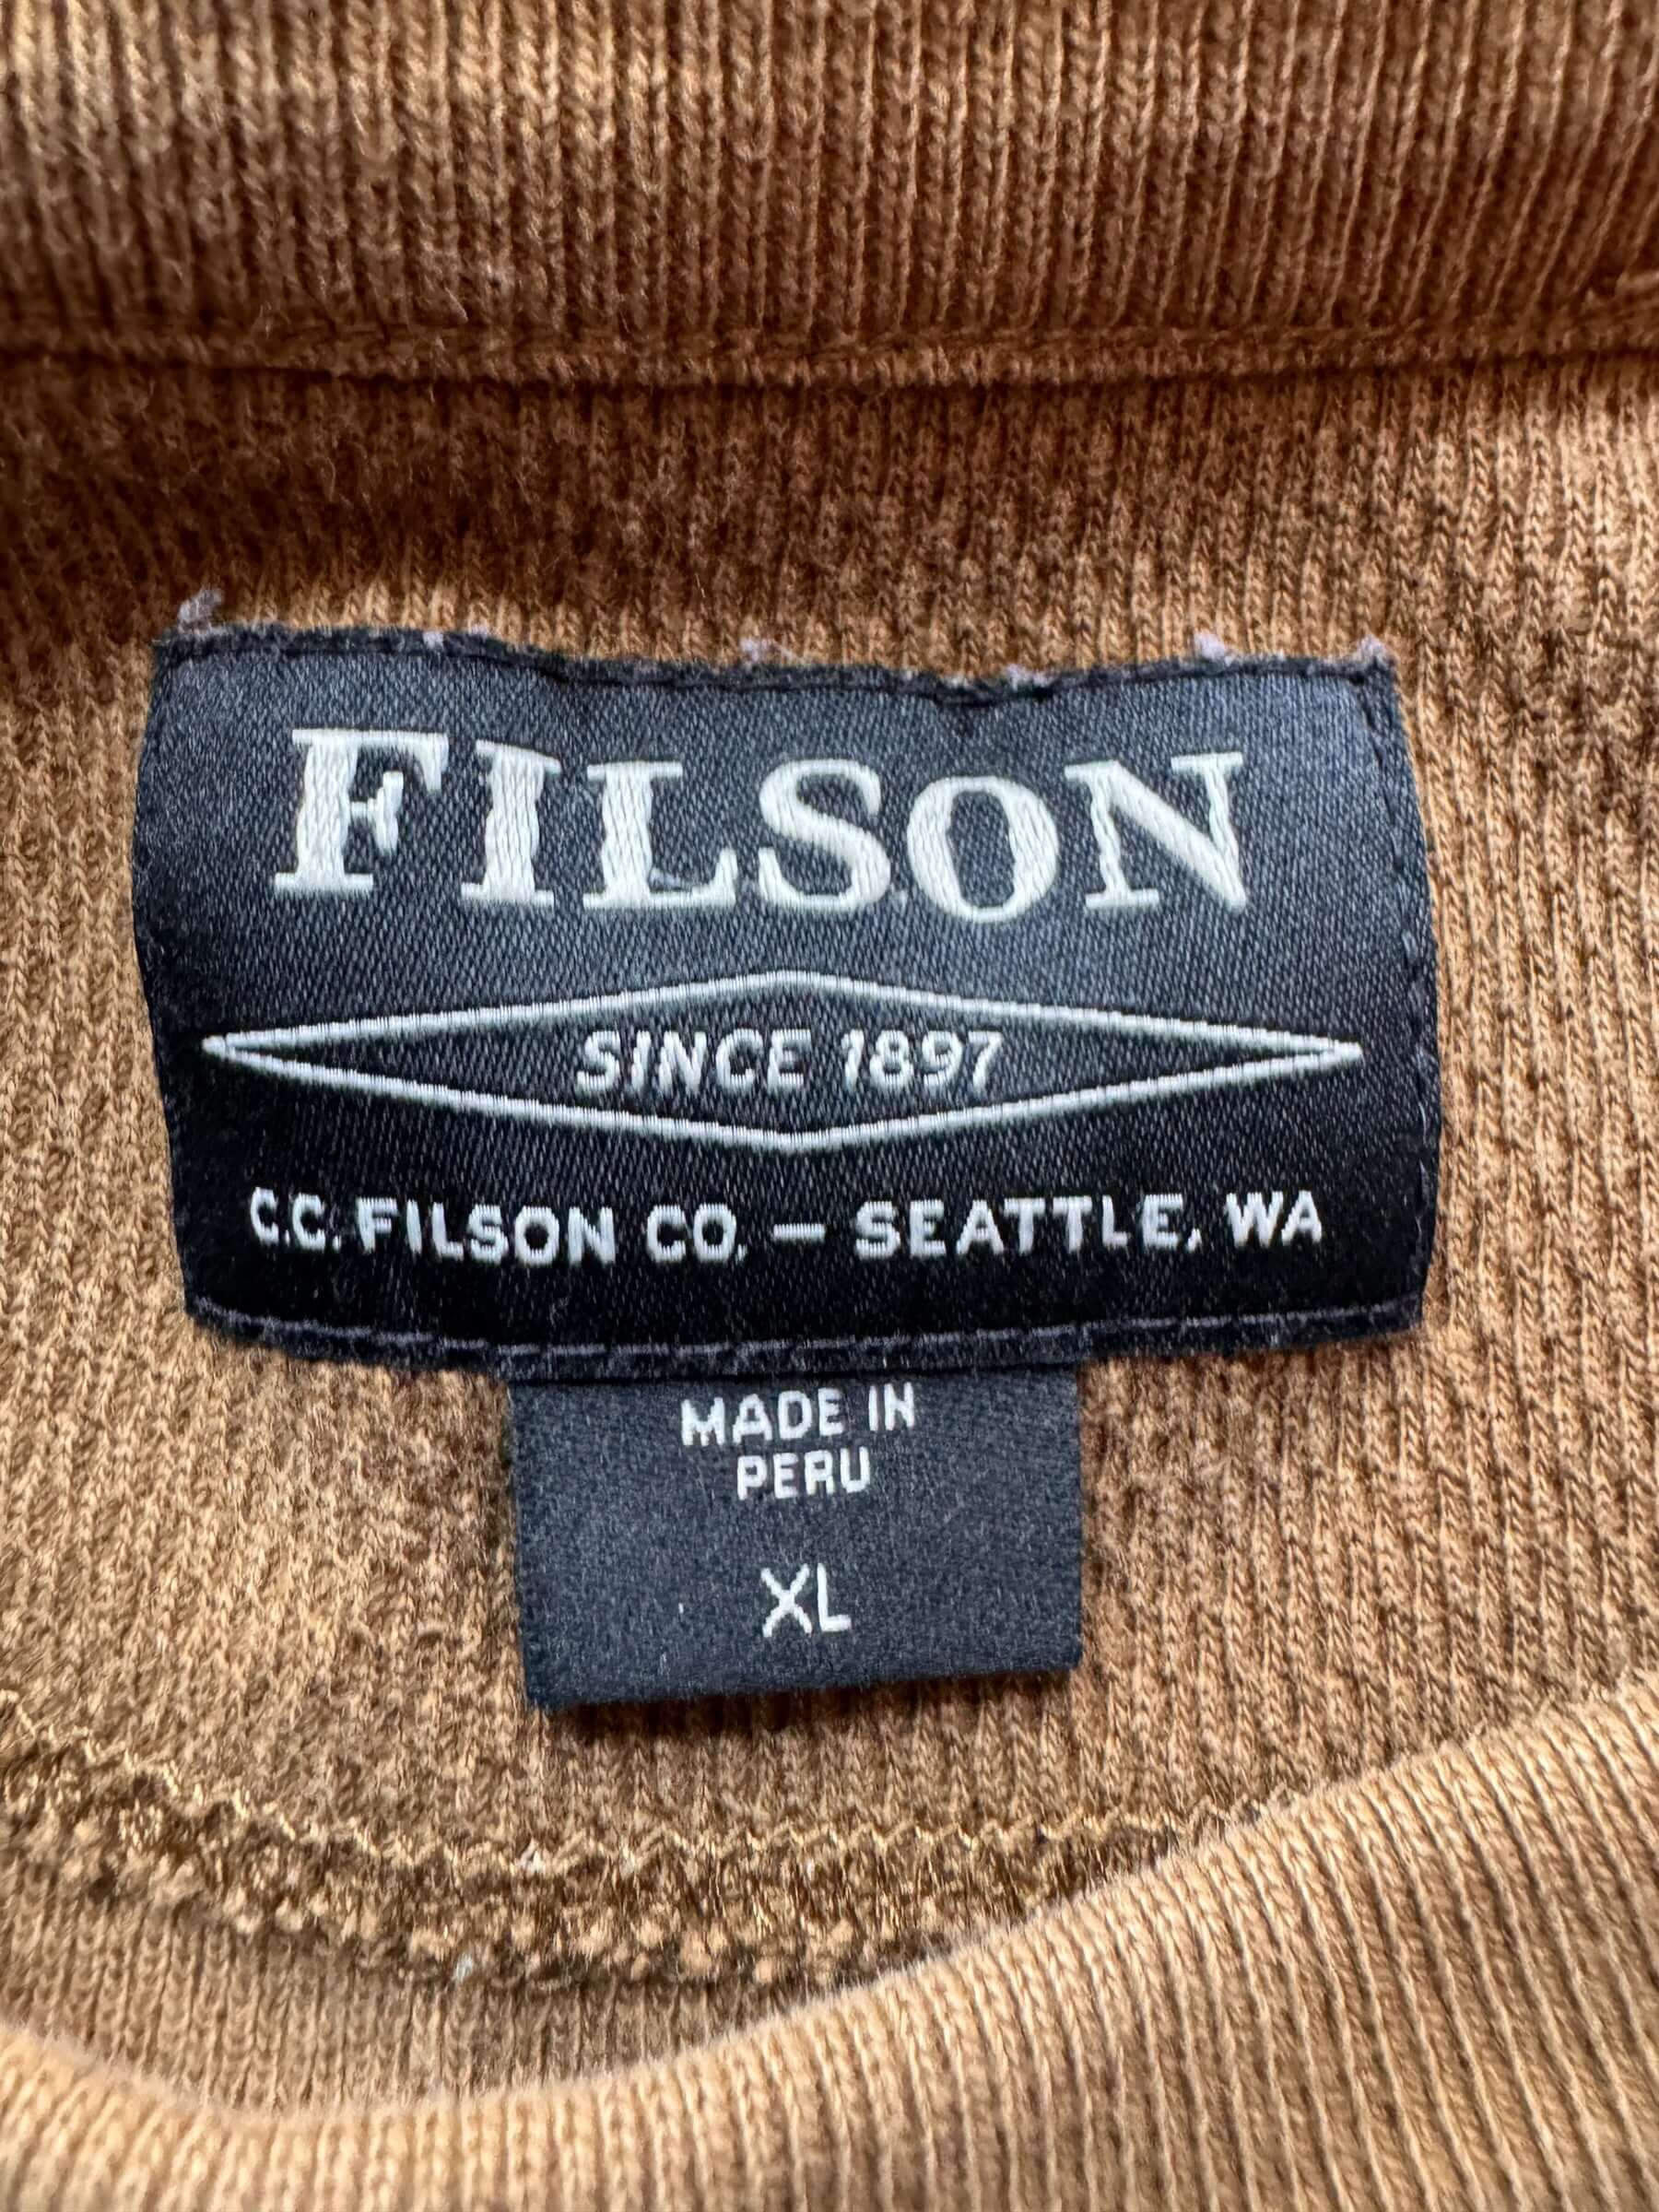 FILSON
SINCE 1897
C.C. FILSON CO. – SEATTLE, WA
MADE IN
PERU
XL